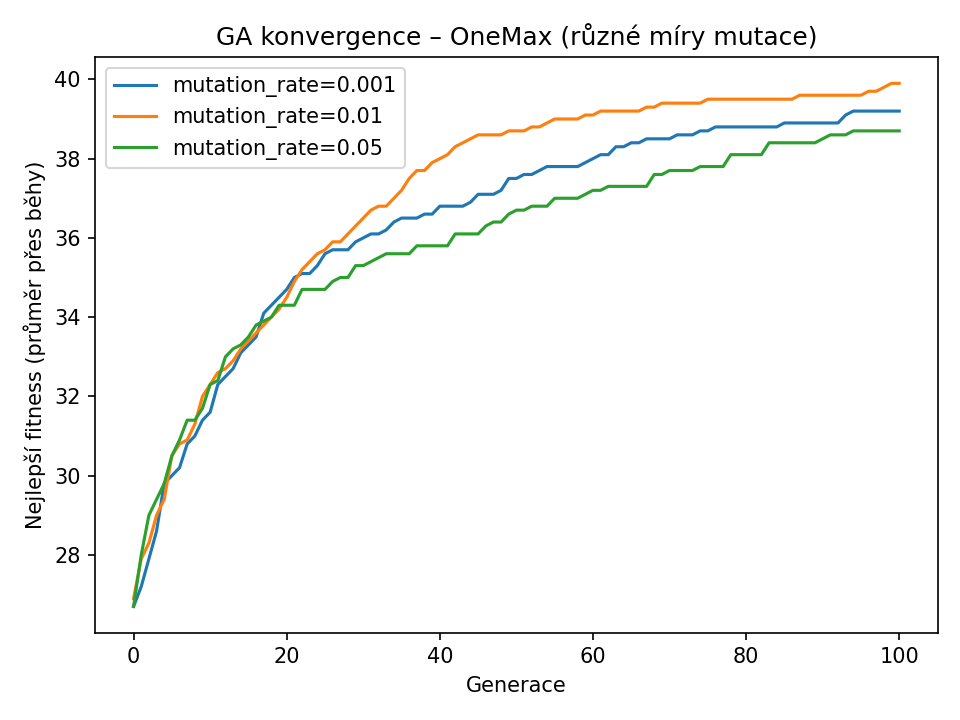 GA konvergence – OneMax (různé míry mutace)
mutation_rate=0.001
mutation_rate=0.01
mutation_rate=0.05
Nejlepší fitness (průměr přes běhy)
40
38
36
34
32
30
28
0 20 40 60 80 100
Generace